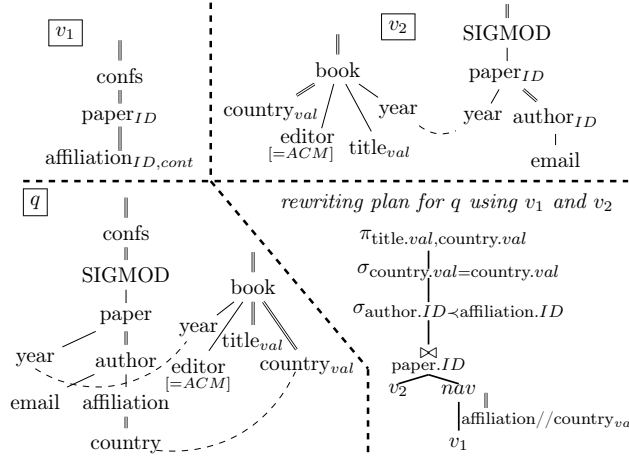 v1
confs
paperID
affiliationID,cont
v2
book
countryval
editor
[=ACM]
titleval
year
SIGMOD
paperID
year
authorID
email
q
confs
SIGMOD
paper
year
author
email
affiliation
country
book
year
titleval
editor
[=ACM]
countryval
rewriting plan for q using v1 and v2
πtitle.val,country.val
σcountry.val=country.val
σauthor.ID≺affiliation.ID
⋈
paper.ID
v2 nav
affiliation//countryva
v1